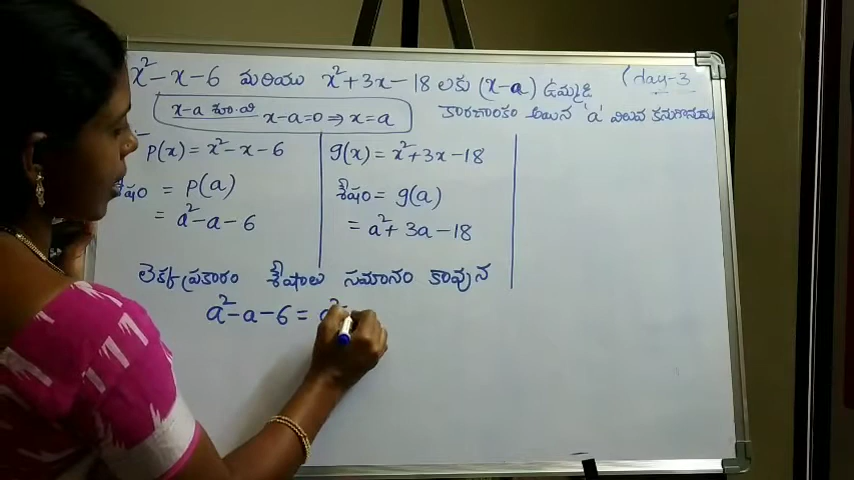 x²-x-6 మరియు x²+3x-18 లకు (x-a) ఉమ్మడి (day-3
కారణాంకం అయిన 'a' విలువ కనుగొనుము
x-a శూ.వి x-a=0 ⇒ x=a
p(x) = x²-x-6
శేషం = p(a)
= a²-a-6
g(x) = x²+3x-18
శేషం = g(a)
= a²+3a-18
లెక్క ప్రకారం శేషాలు సమానం కావున
a²-a-6 = a²